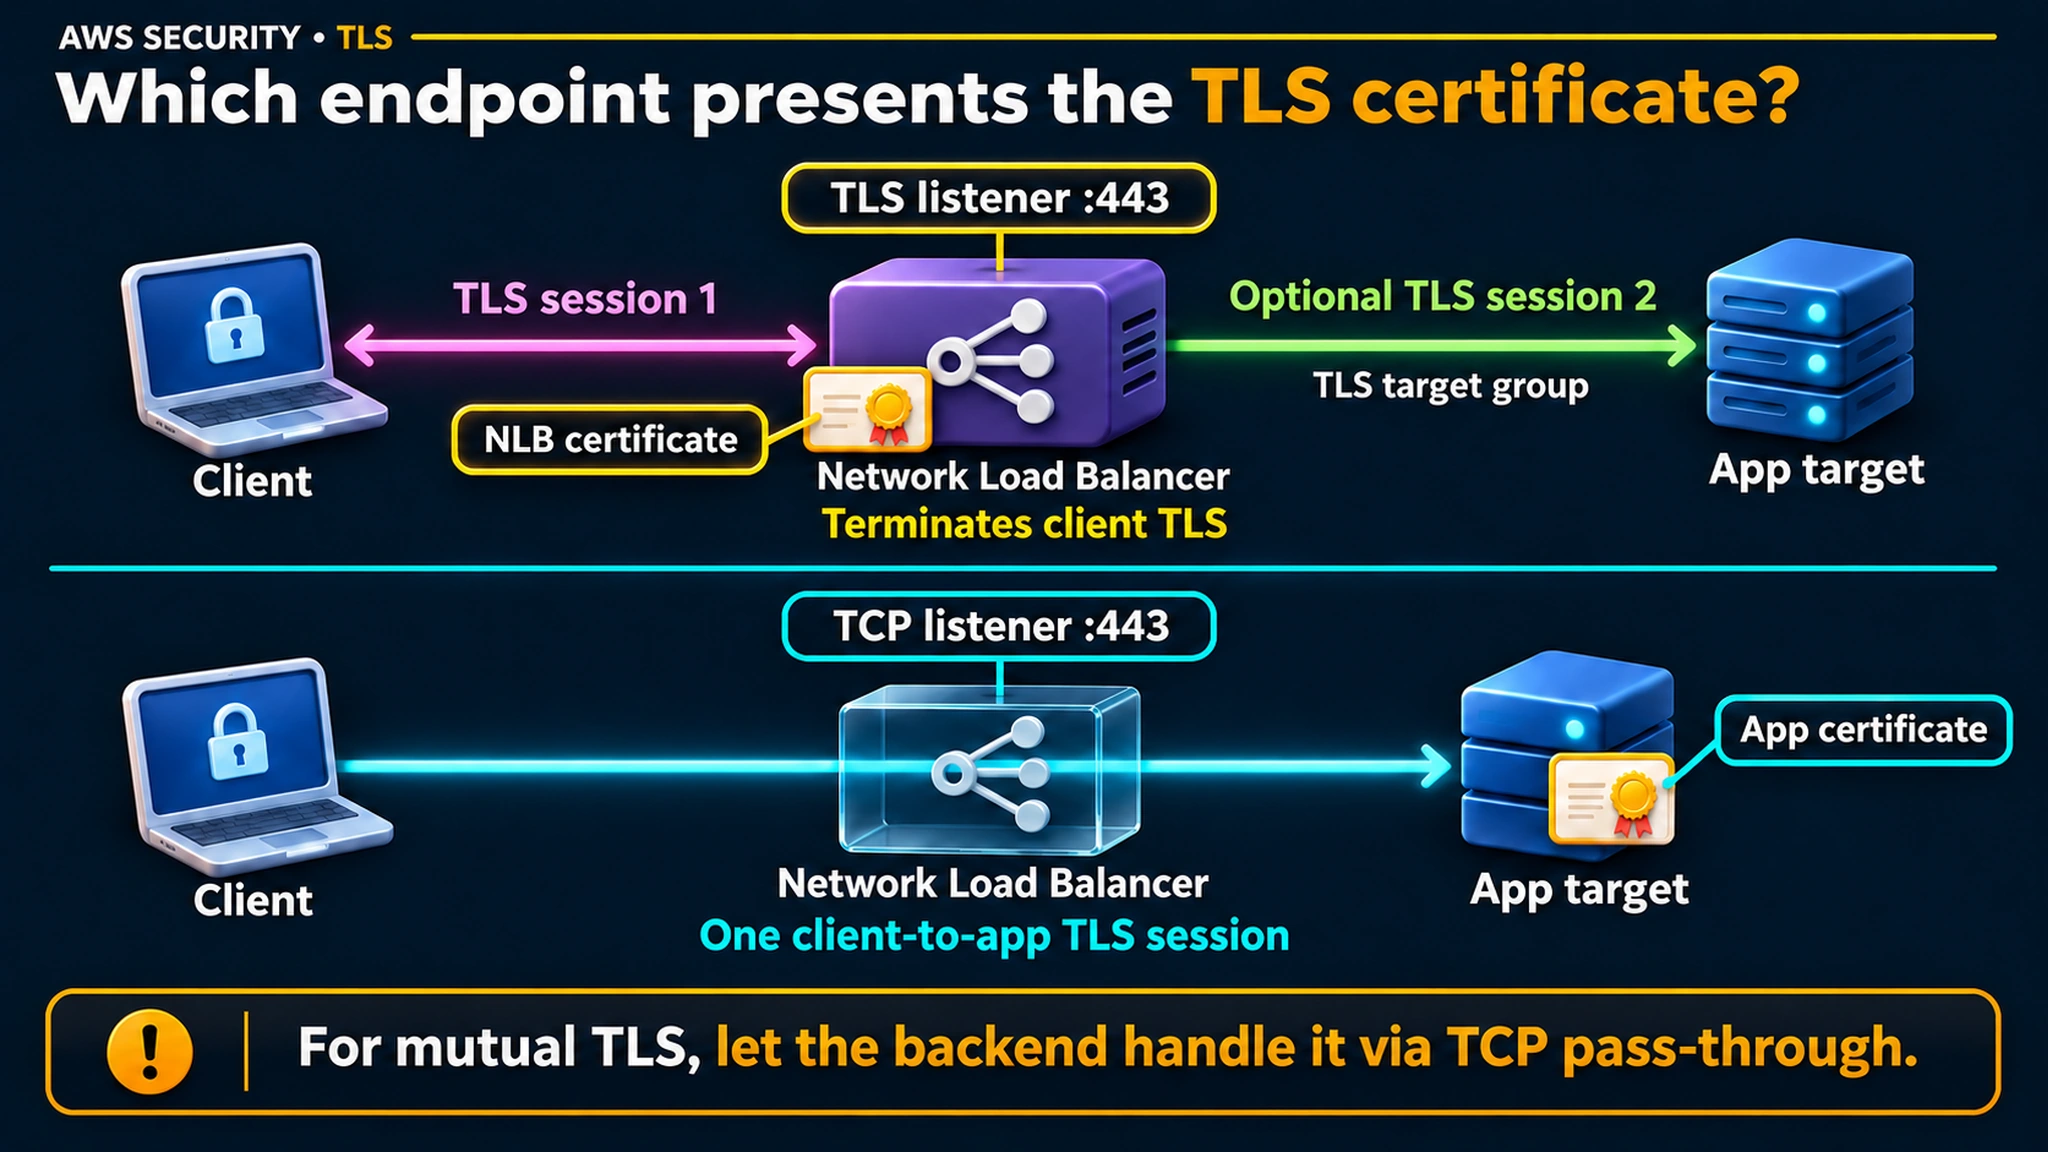 AWS SECURITY • TLS
Which endpoint presents the TLS certificate?
TLS listener :443
TLS session 1
Optional TLS session 2
TLS target group
NLB certificate
Client
Network Load Balancer
Terminates client TLS
App target
TCP listener :443
App certificate
Client
Network Load Balancer
One client-to-app TLS session
App target
!
For mutual TLS, let the backend handle it via TCP pass-through.